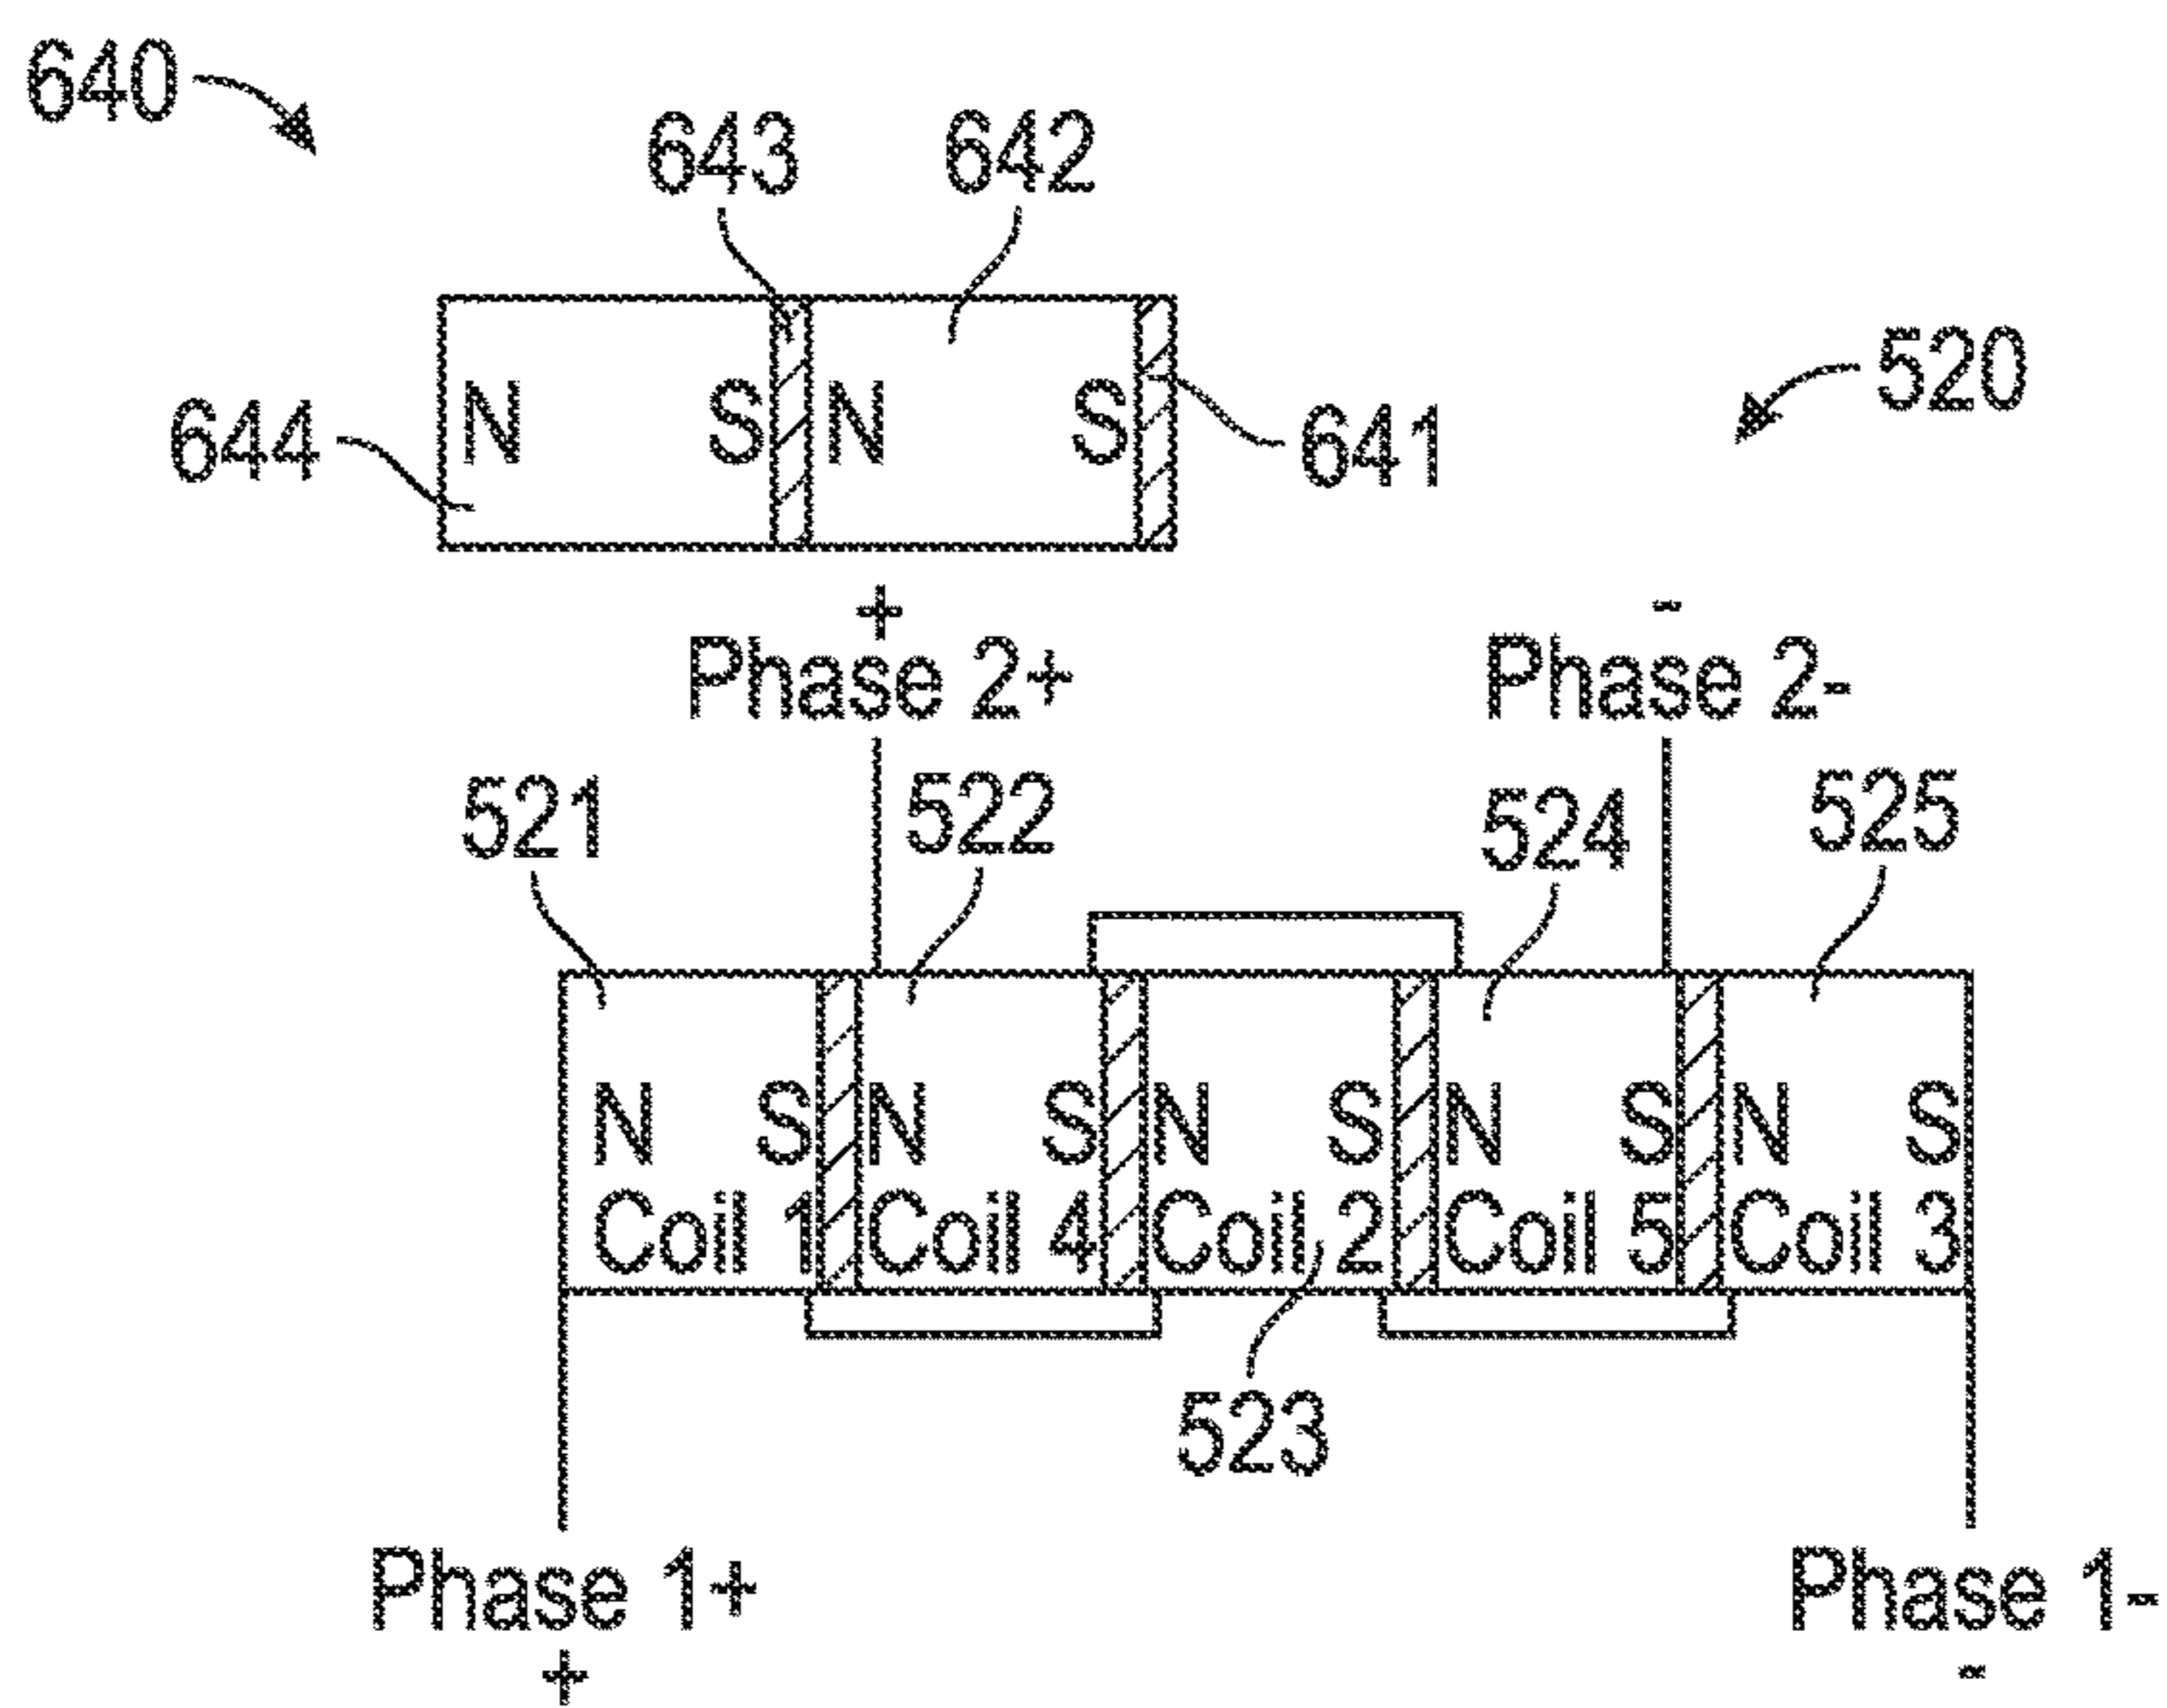 640
643 642
520
N S N S
644 641
+ -
Phase 2+ Phase 2-
521 522 524 525
N S N S N S N S N S
Coil 1 Coil 4 Coil 2 Coil 5 Coil 3
523
Phase 1+ Phase 1-
+ -